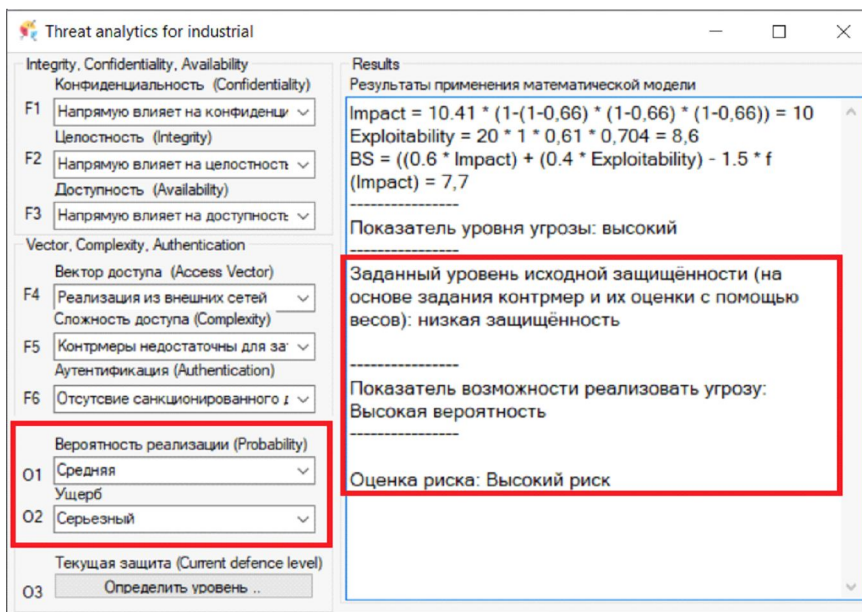 Threat analytics for industrial
Integrity, Confidentiality, Availability
Конфиденциальность (Confidentiality)
F1
Напрямую влияет на конфиденци
Целостность (Integrity)
F2
Напрямую влияет на целостность
Доступность (Availability)
F3
Напрямую влияет на доступность
Vector, Complexity, Authentication
Вектор доступа (Access Vector)
F4
Реализация из внешних сетей
Сложность доступа (Complexity)
F5
Контрмеры недостаточны для за
Аутентификация (Authentication)
F6
Отсутсвие санкционированного д
Вероятность реализации (Probability)
O1
Средняя
Ущерб
O2
Серьезный
Текущая защита (Current defence level)
O3
Определить уровень ..
Results
Результаты применения математической модели
Impact = 10.41 * (1-(1-0,66) * (1-0,66) * (1-0,66)) = 10
Exploitability = 20 * 1 * 0,61 * 0,704 = 8,6
BS = ((0.6 * Impact) + (0.4 * Exploitability) - 1.5 * f
(Impact) = 7,7
----------------
Показатель уровня угрозы: высокий
----------------
Заданный уровень исходной защищённости (на
основе задания контрмер и их оценки с помощью
весов): низкая защищённость
----------------
Показатель возможности реализовать угрозу:
Высокая вероятность
----------------
Оценка риска: Высокий риск